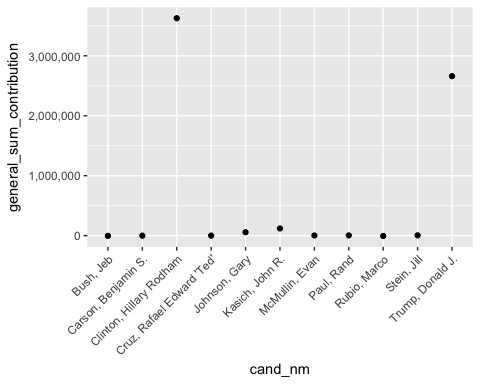 general_sum_contribution
3,000,000
2,000,000
1,000,000
0
Bush, Jeb
Carson, Benjamin S.
Clinton, Hillary Rodham
Cruz, Rafael Edward 'Ted'
Johnson, Gary
Kasich, John R.
McMullin, Evan
Paul, Rand
Rubio, Marco
Stein, Jill
Trump, Donald J.
cand_nm